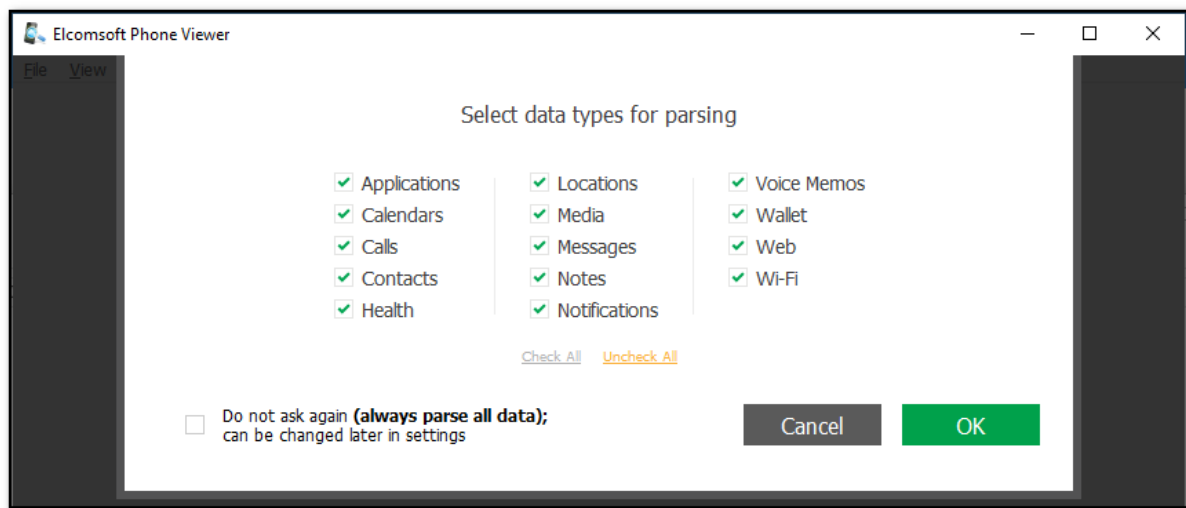 Elcomsoft Phone Viewer
File View
Select data types for parsing
Applications
Calendars
Calls
Contacts
Health
Locations
Media
Messages
Notes
Notifications
Voice Memos
Wallet
Web
Wi-Fi
Check All Uncheck All
Do not ask again (always parse all data);
can be changed later in settings
Cancel OK